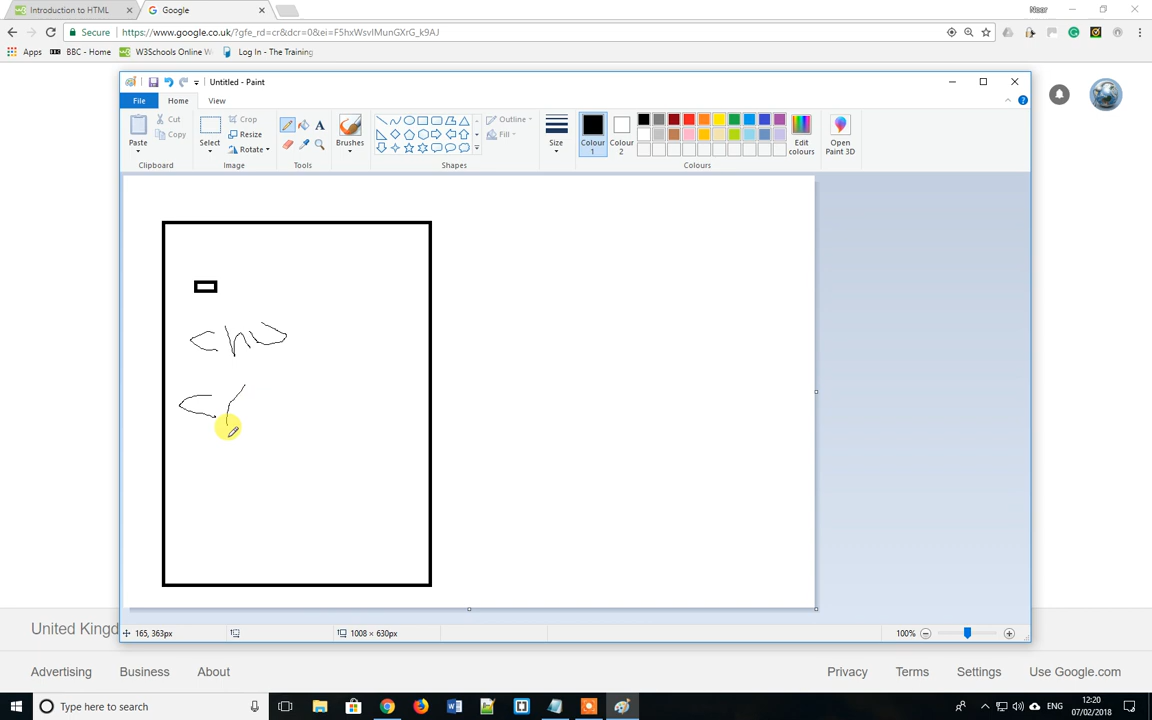 Introduction to HTML
Google
Noor
Secure
https://www.google.co.uk/?gfe_rd=cr&dcr=0&ei=F5hxWsvIMunGXrG_k9AJ
Apps
BBC - Home
W3Schools Online W
Log In - The Training
Untitled - Paint
File
Home
View
Paste
Cut
Copy
Clipboard
Select
Crop
Resize
Rotate
Image
A
Tools
Brushes
Outline
Fill
Shapes
Size
Colour
1
Colour
2
Edit
colours
Colours
Open
Paint 3D
</
165, 363px
1008 × 630px
100%
United Kingd
Advertising
Business
About
Privacy
Terms
Settings
Use Google.com
Type here to search
ENG
12:20
07/02/2018